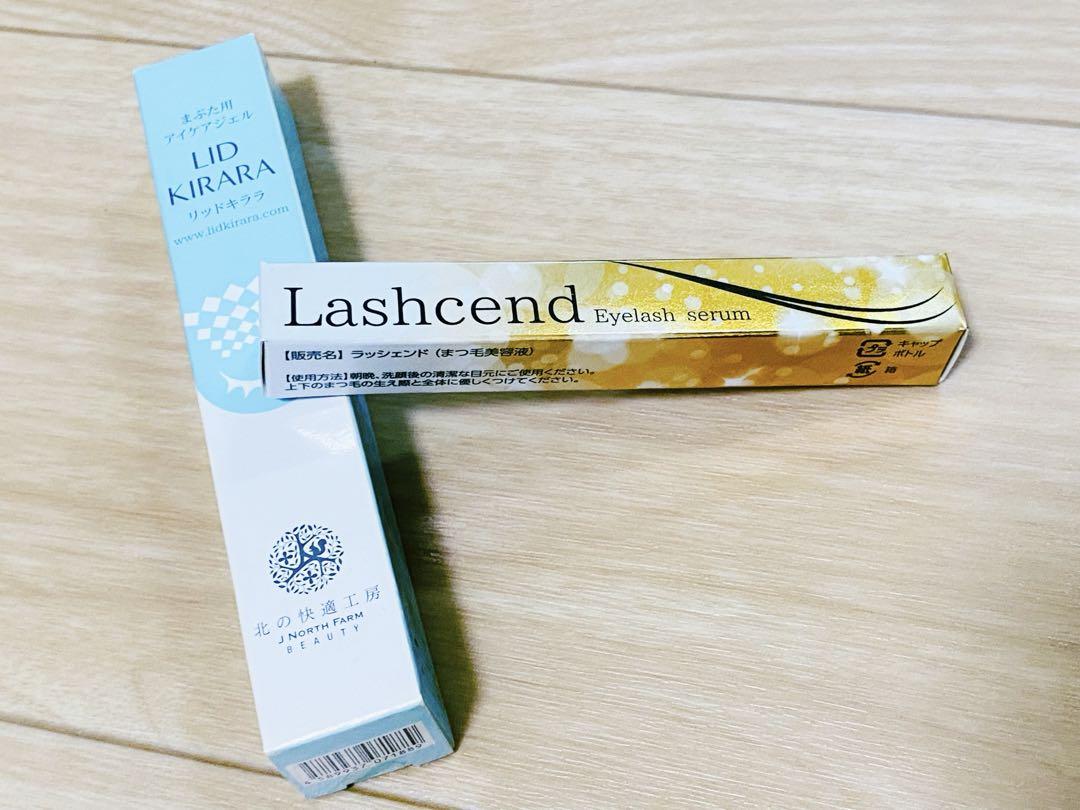 まぶた用
アイケアジェル
LID
KIRARA
リッドキララ
www.lidkirara.com
北の快適工房
J NORTH FARM
BEAUTY
Lashcend Eyelash serum
【販売名】ラッシェンド（まつ毛美容液）
【使用方法】朝晩、洗顔後の清潔な目元にご使用ください。
上下のまつ毛の生え際と全体に優しくつけてください。
プラ キャップ
ボトル
紙 箱